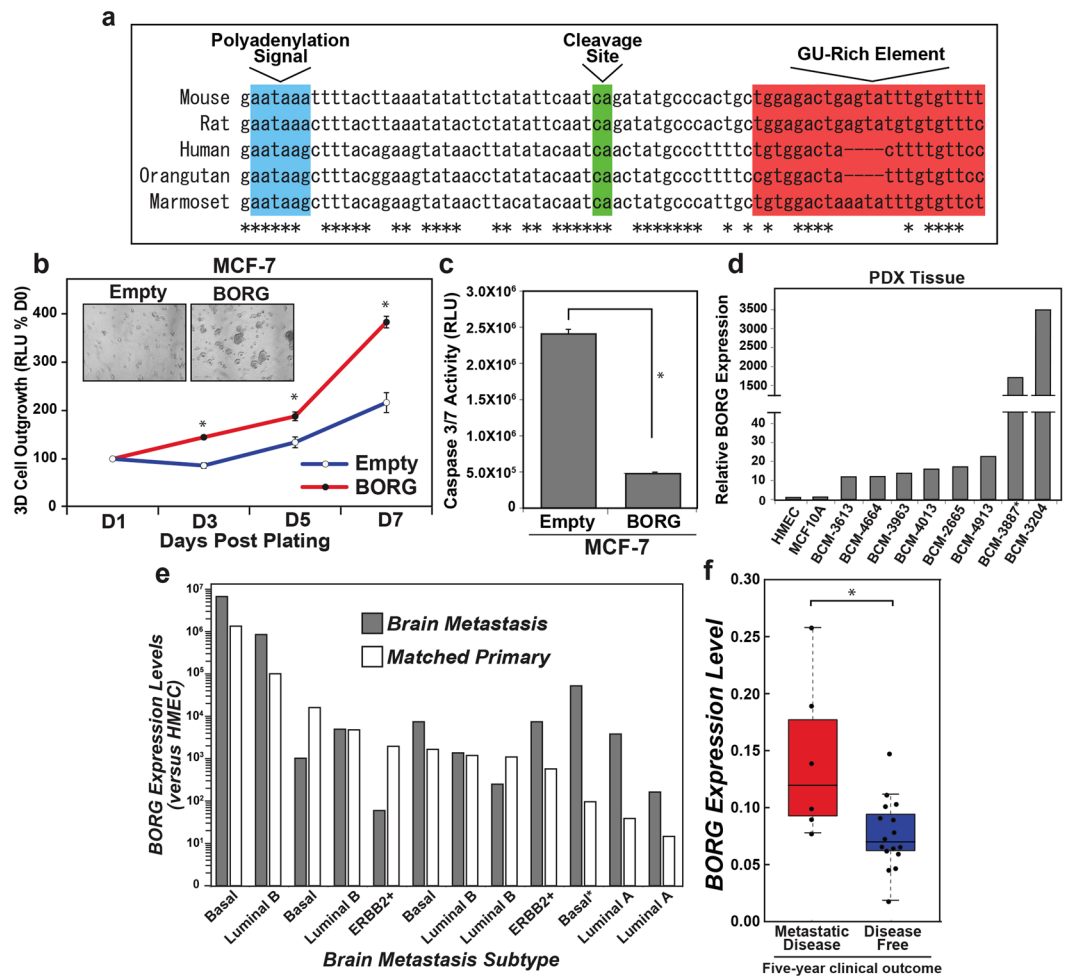 a
Polyadenylation
Signal
Cleavage
Site
GU-Rich Element
Mouse gaataaattttacttaaatatattctatattcaatcagatatgcccactgctggagactgagtatttgtgtttt
Rat gaataaactttacttaaatatatactatattcaatcagatatgcccactgctggagactgagtatgtgtgtttc
Human gaataagctttacagaagtataacttatatacaatcaactatgcccttttctgtggacta----cttttgttcc
Orangutan gaataagctttacggaagtataacctatatacaatcaactatgcccttttccgtggacta----tttgtgttcc
Marmoset gaataagctttacagaagtataacttacatacaatcaactatgcccattgctgtggactaaatatttgtgttct
****** ***** ** **** ** ** ***** ******* * * * **** * ****
b
MCF-7
3D Cell Outgrowth (RLU % D0)
400
300
200
100
0
Empty BORG
* * *
Empty
BORG
D1 D3 D5 D7
Days Post Plating
c
Caspase 3/7 Activity (RLU)
3.0X10⁶
2.5X10⁶
2.0X10⁶
1.5X10⁶
1.0X10⁶
5.0X10⁵
0
*
Empty BORG
MCF-7
d
PDX Tissue
Relative BORG Expression
3500
2500
1500
40
30
20
10
0
HMEC
MCF10A
BCM-3613
BCM-4664
BCM-3963
BCM-4013
BCM-2665
BCM-4913
BCM-3887*
BCM-3204
e
BORG Expression Levels
(versus HMEC)
10⁷
10⁶
10⁵
10⁴
10³
10²
10¹
0
Brain Metastasis
Matched Primary
Basal
Luminal B
Basal
Luminal B
ERBB2+
Basal
Luminal B
Luminal B
ERBB2+
Basal*
Luminal A
Luminal A
Brain Metastasis Subtype
f
BORG Expression Level
0.30
0.25
0.20
0.15
0.10
0.05
0.00
*
Metastatic
Disease
Disease
Free
Five-year clinical outcome